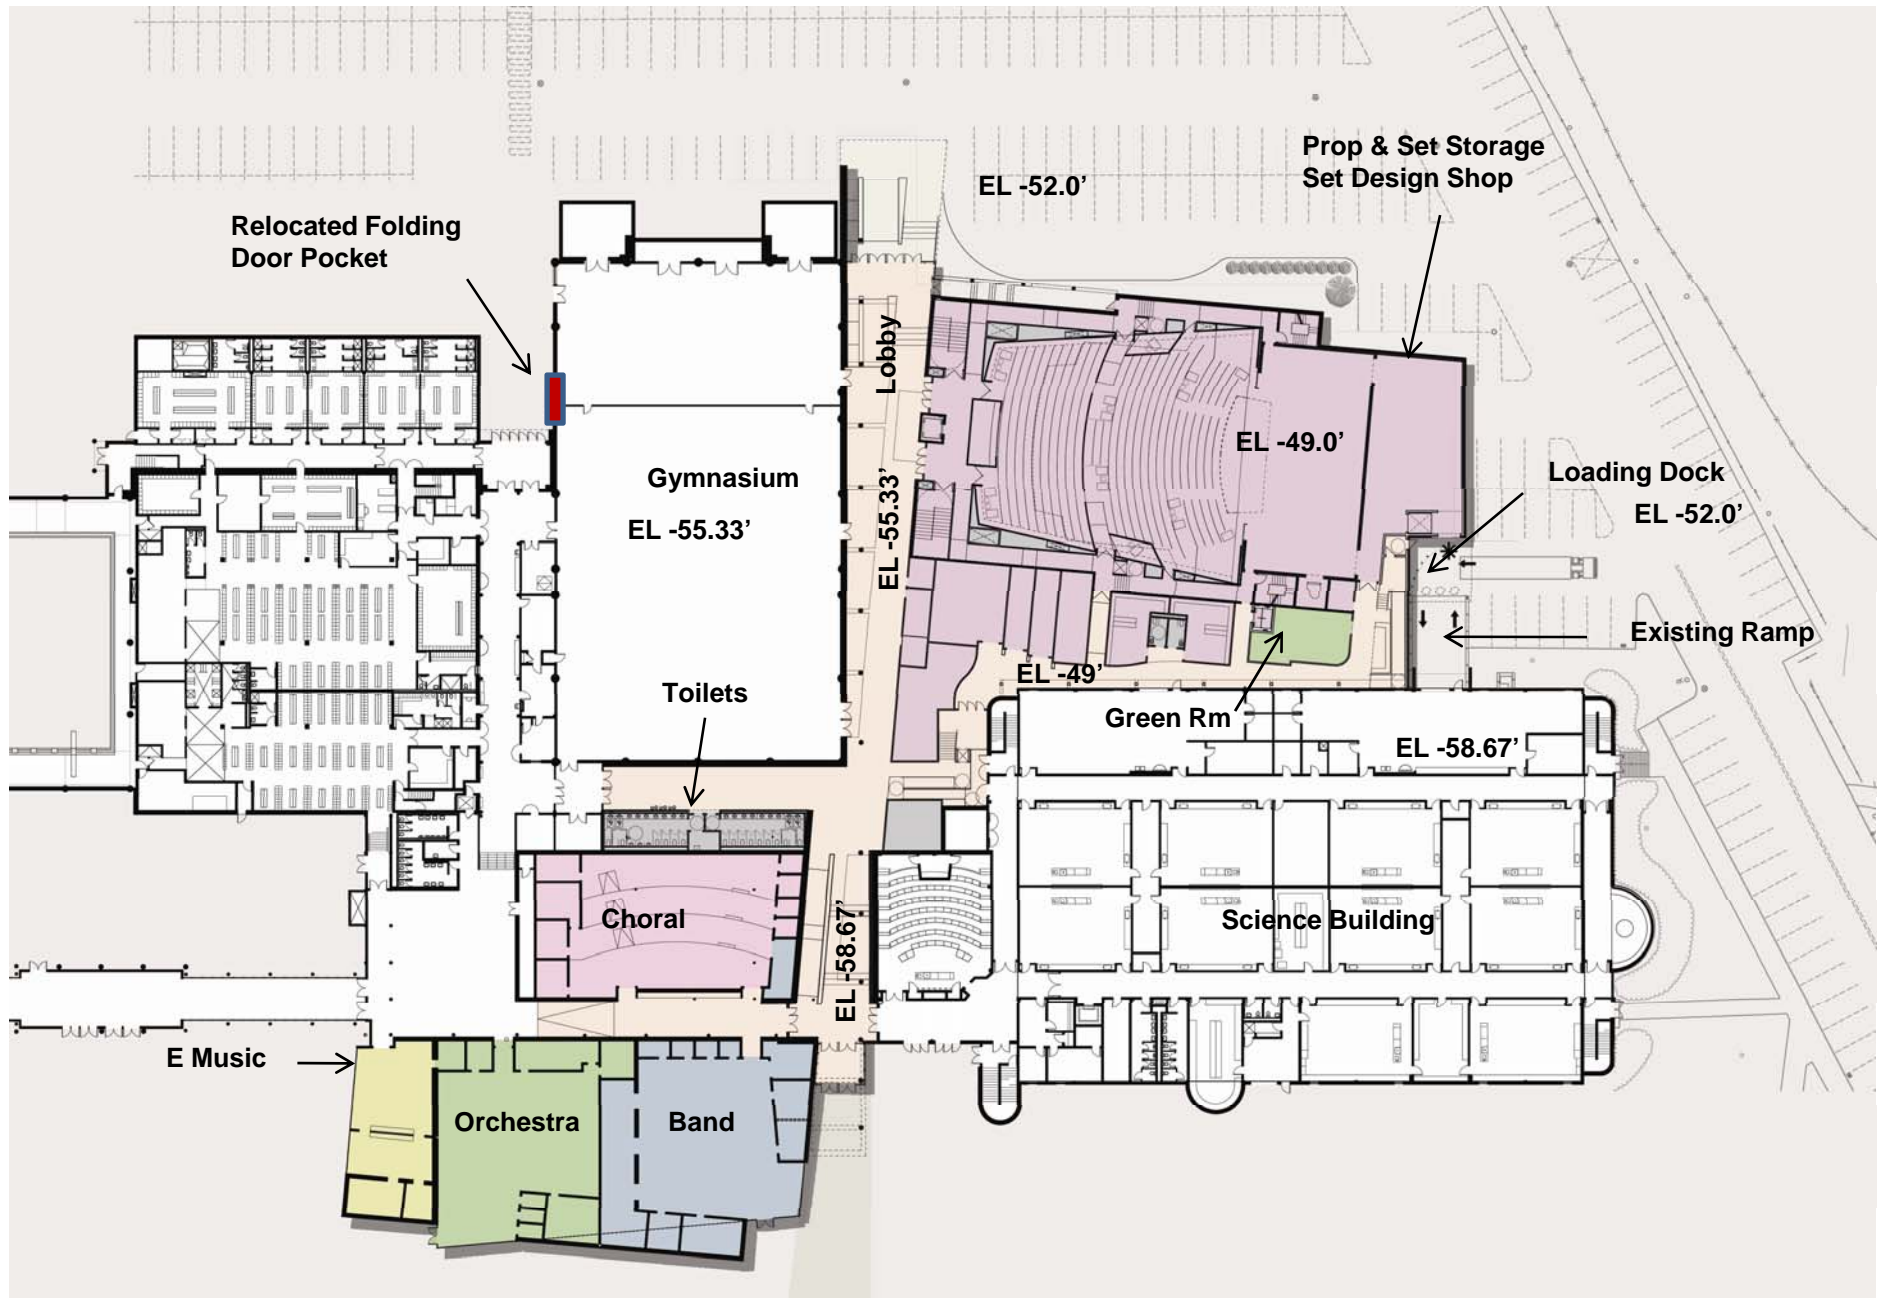 EL -52.0’
Prop & Set Storage
Set Design Shop
Relocated Folding
Door Pocket
Lobby
EL -49.0’
Gymnasium
EL -55.33’
EL -55.33’
Loading Dock
EL -52.0’
Existing Ramp
EL -49’
Toilets
Green Rm
EL -58.67’
Choral
EL -58.67’
Science Building
E Music
Orchestra
Band